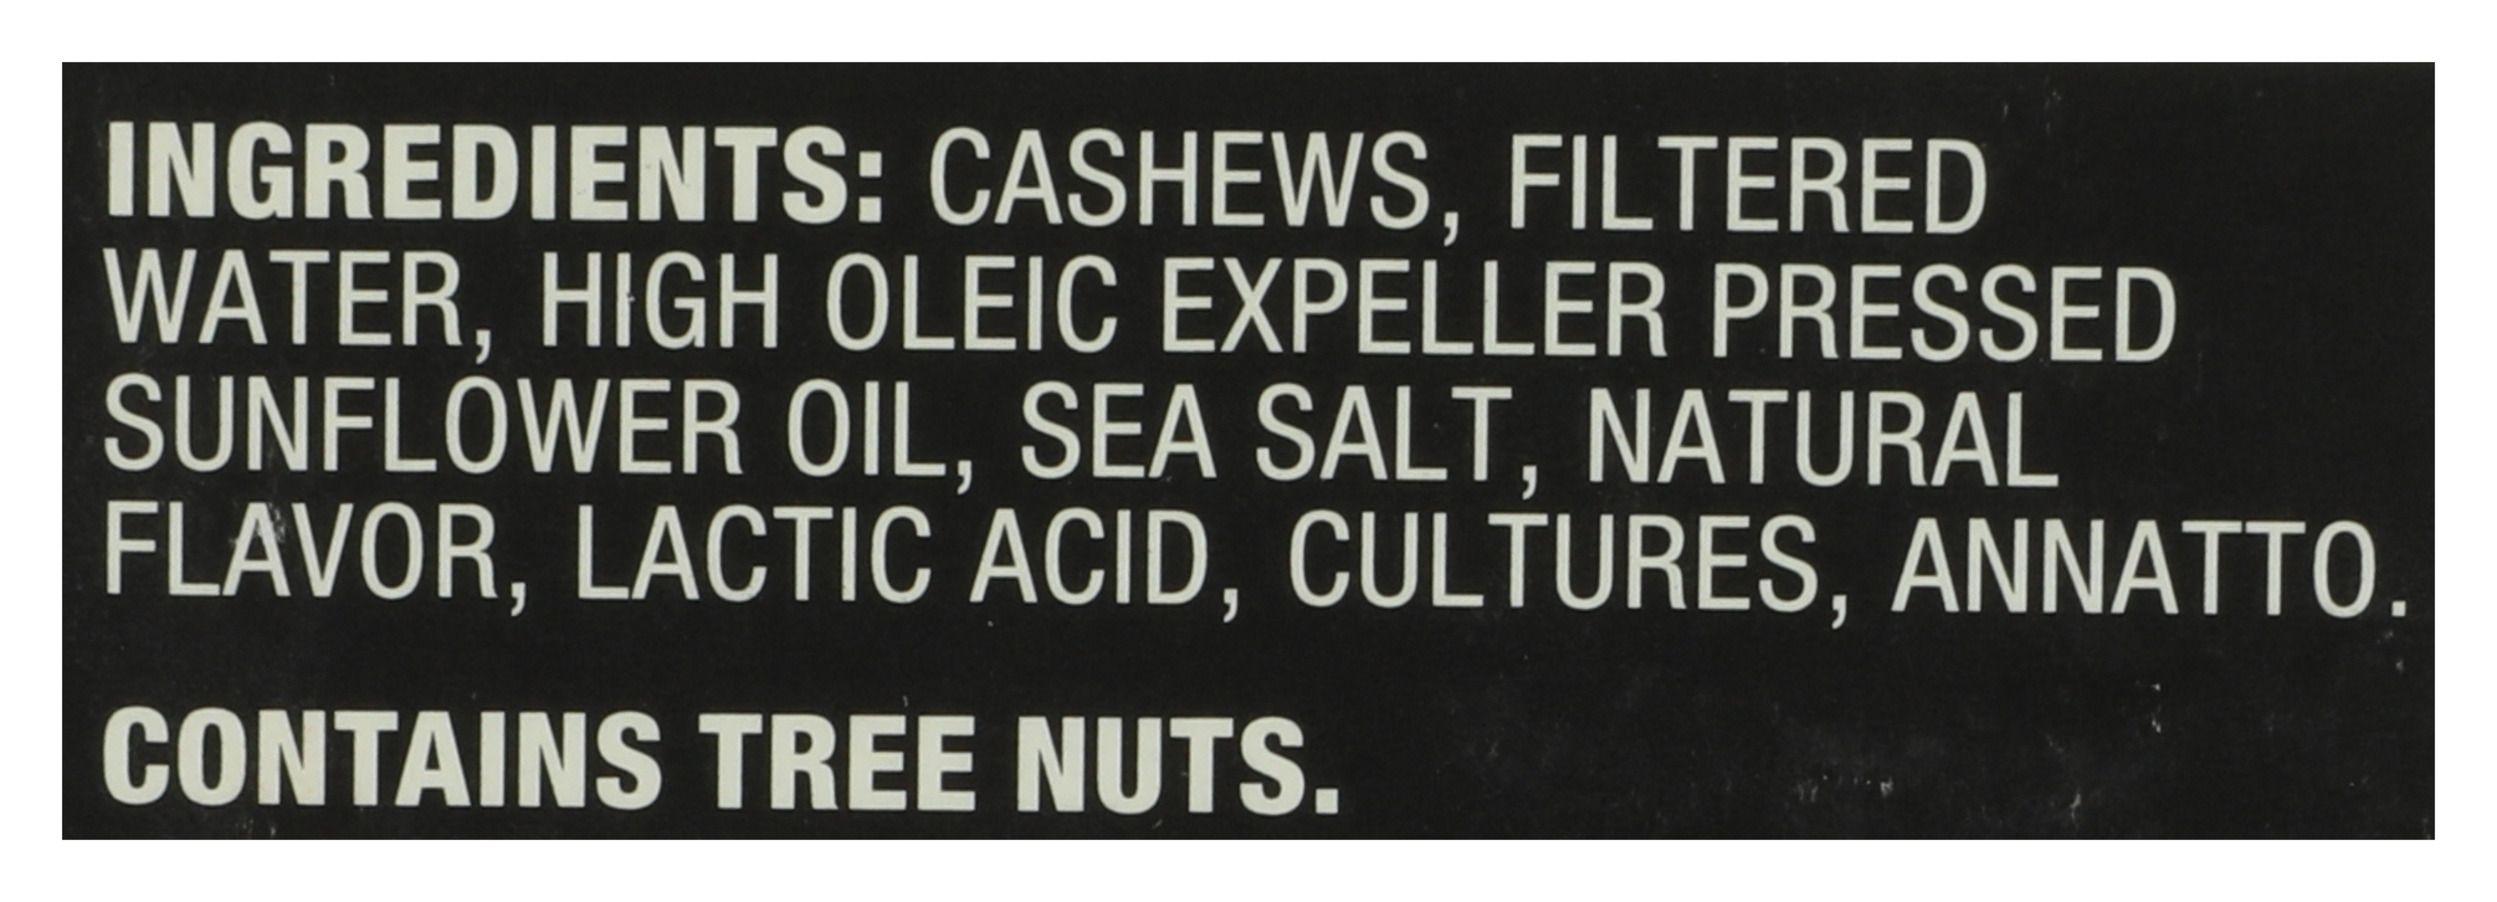 INGREDIENTS: CASHEWS, FILTERED
WATER, HIGH OLEIC EXPELLER PRESSED
SUNFLOWER OIL, SEA SALT, NATURAL
FLAVOR, LACTIC ACID, CULTURES, ANNATTO.
CONTAINS TREE NUTS.